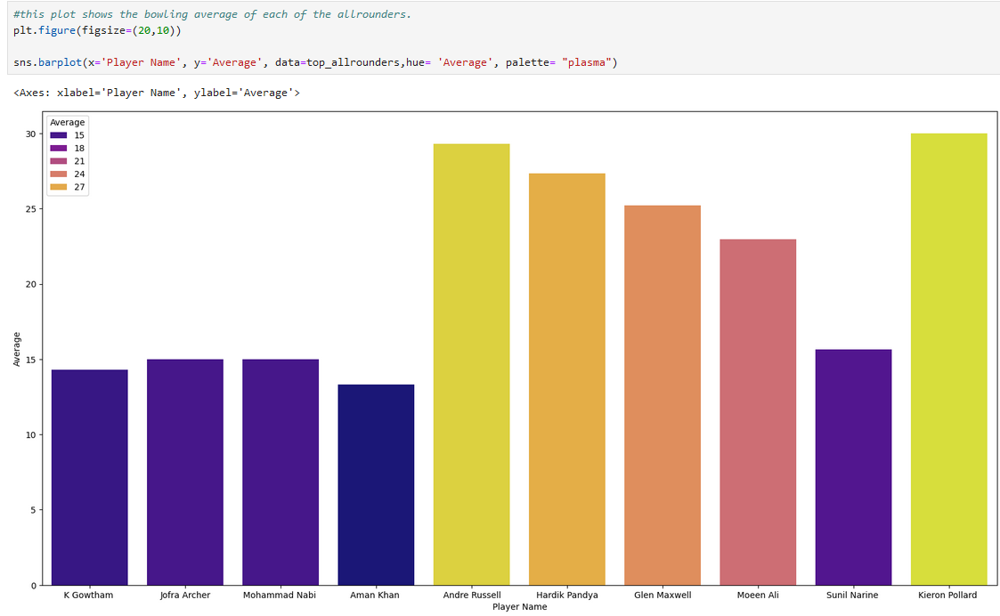 #this plot shows the bowling average of each of the allrounders.
plt.figure(figsize=(20,10))
sns.barplot(x='Player Name', y='Average', data=top_allrounders,hue= 'Average', palette= "plasma")
<Axes: xlabel='Player Name', ylabel='Average'>
Average
15
18
21
24
27
30
25
20
15
10
5
0
Average
K Gowtham Jofra Archer Mohammad Nabi Aman Khan Andre Russell Hardik Pandya Glen Maxwell Moeen Ali Sunil Narine Kieron Pollard
Player Name